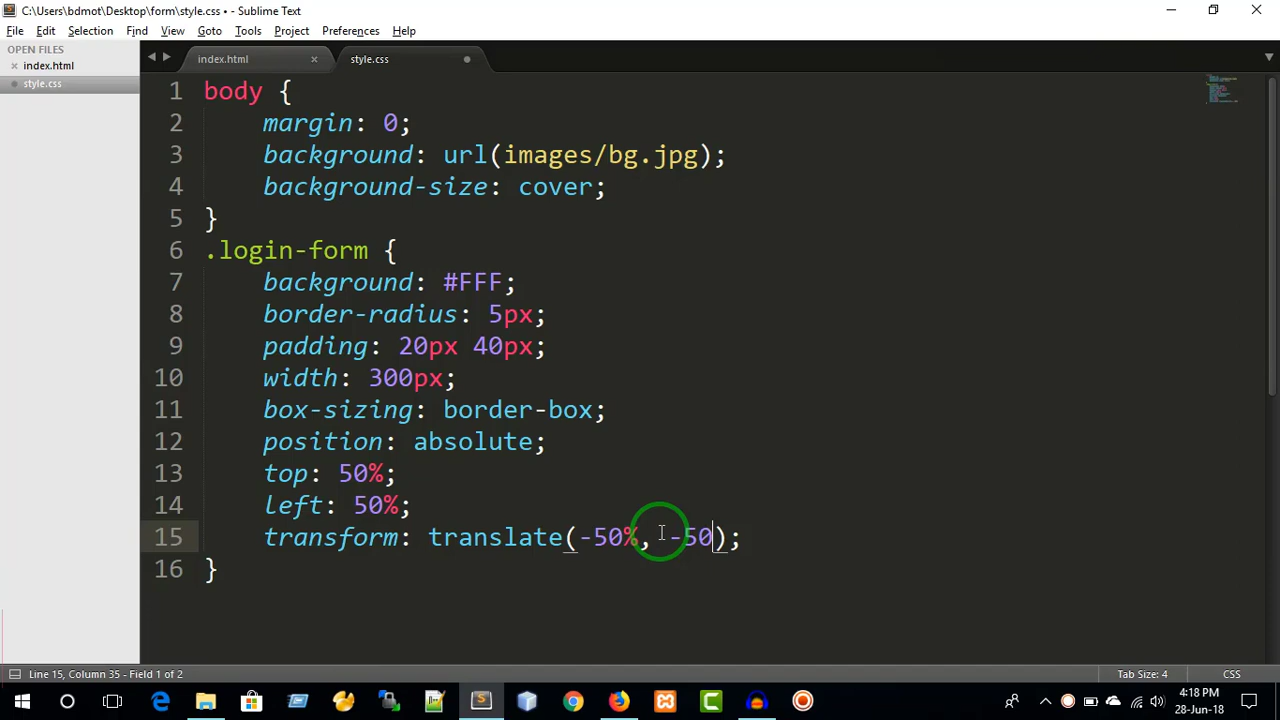 C:\Users\bdmot\Desktop\form\style.css • - Sublime Text
File Edit Selection Find View Goto Tools Project Preferences Help
OPEN FILES
index.html
style.css
index.html
style.css
1 body {
2 margin: 0;
3 background: url(images/bg.jpg);
4 background-size: cover;
5 }
6 .login-form {
7 background: #FFF;
8 border-radius: 5px;
9 padding: 20px 40px;
10 width: 300px;
11 box-sizing: border-box;
12 position: absolute;
13 top: 50%;
14 left: 50%;
15 transform: translate(-50%, -50);
16 }
Line 15, Column 35 - Field 1 of 2
Tab Size: 4
CSS
4:18 PM
28-Jun-18